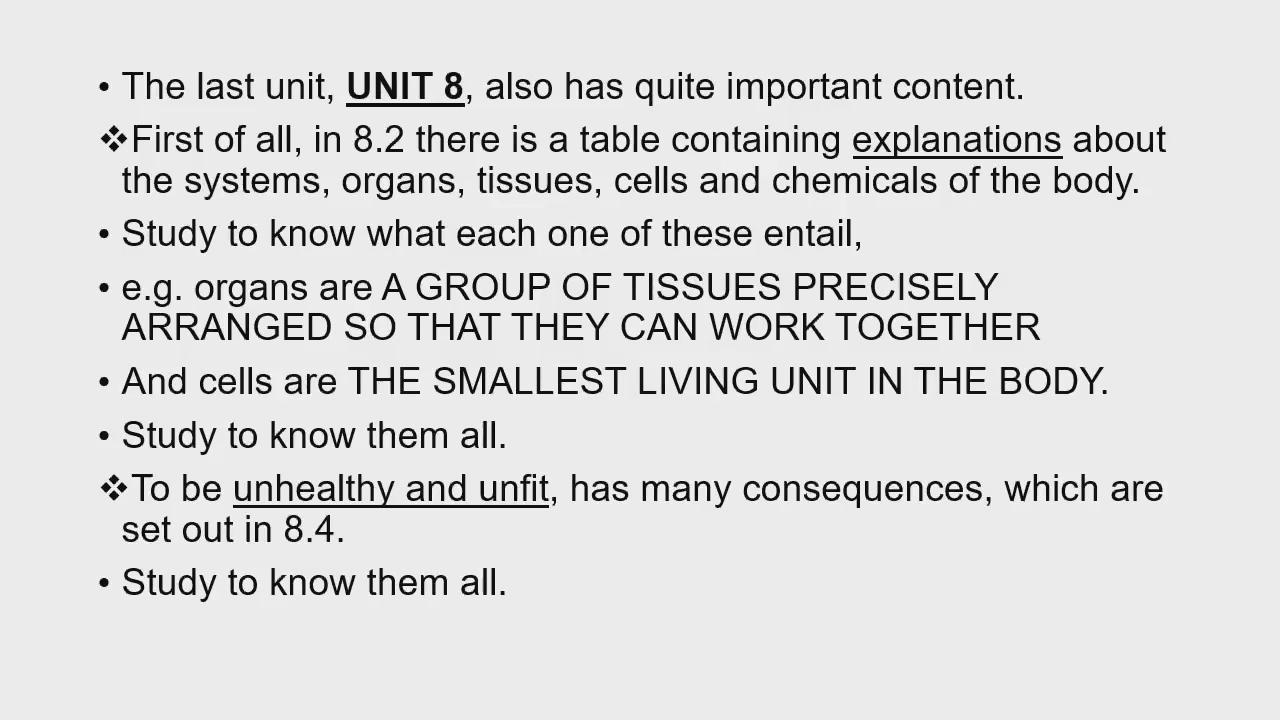 • The last unit, UNIT 8, also has quite important content.
❖First of all, in 8.2 there is a table containing explanations about
the systems, organs, tissues, cells and chemicals of the body.
• Study to know what each one of these entail,
• e.g. organs are A GROUP OF TISSUES PRECISELY
ARRANGED SO THAT THEY CAN WORK TOGETHER
• And cells are THE SMALLEST LIVING UNIT IN THE BODY.
• Study to know them all.
❖To be unhealthy and unfit, has many consequences, which are
set out in 8.4.
• Study to know them all.